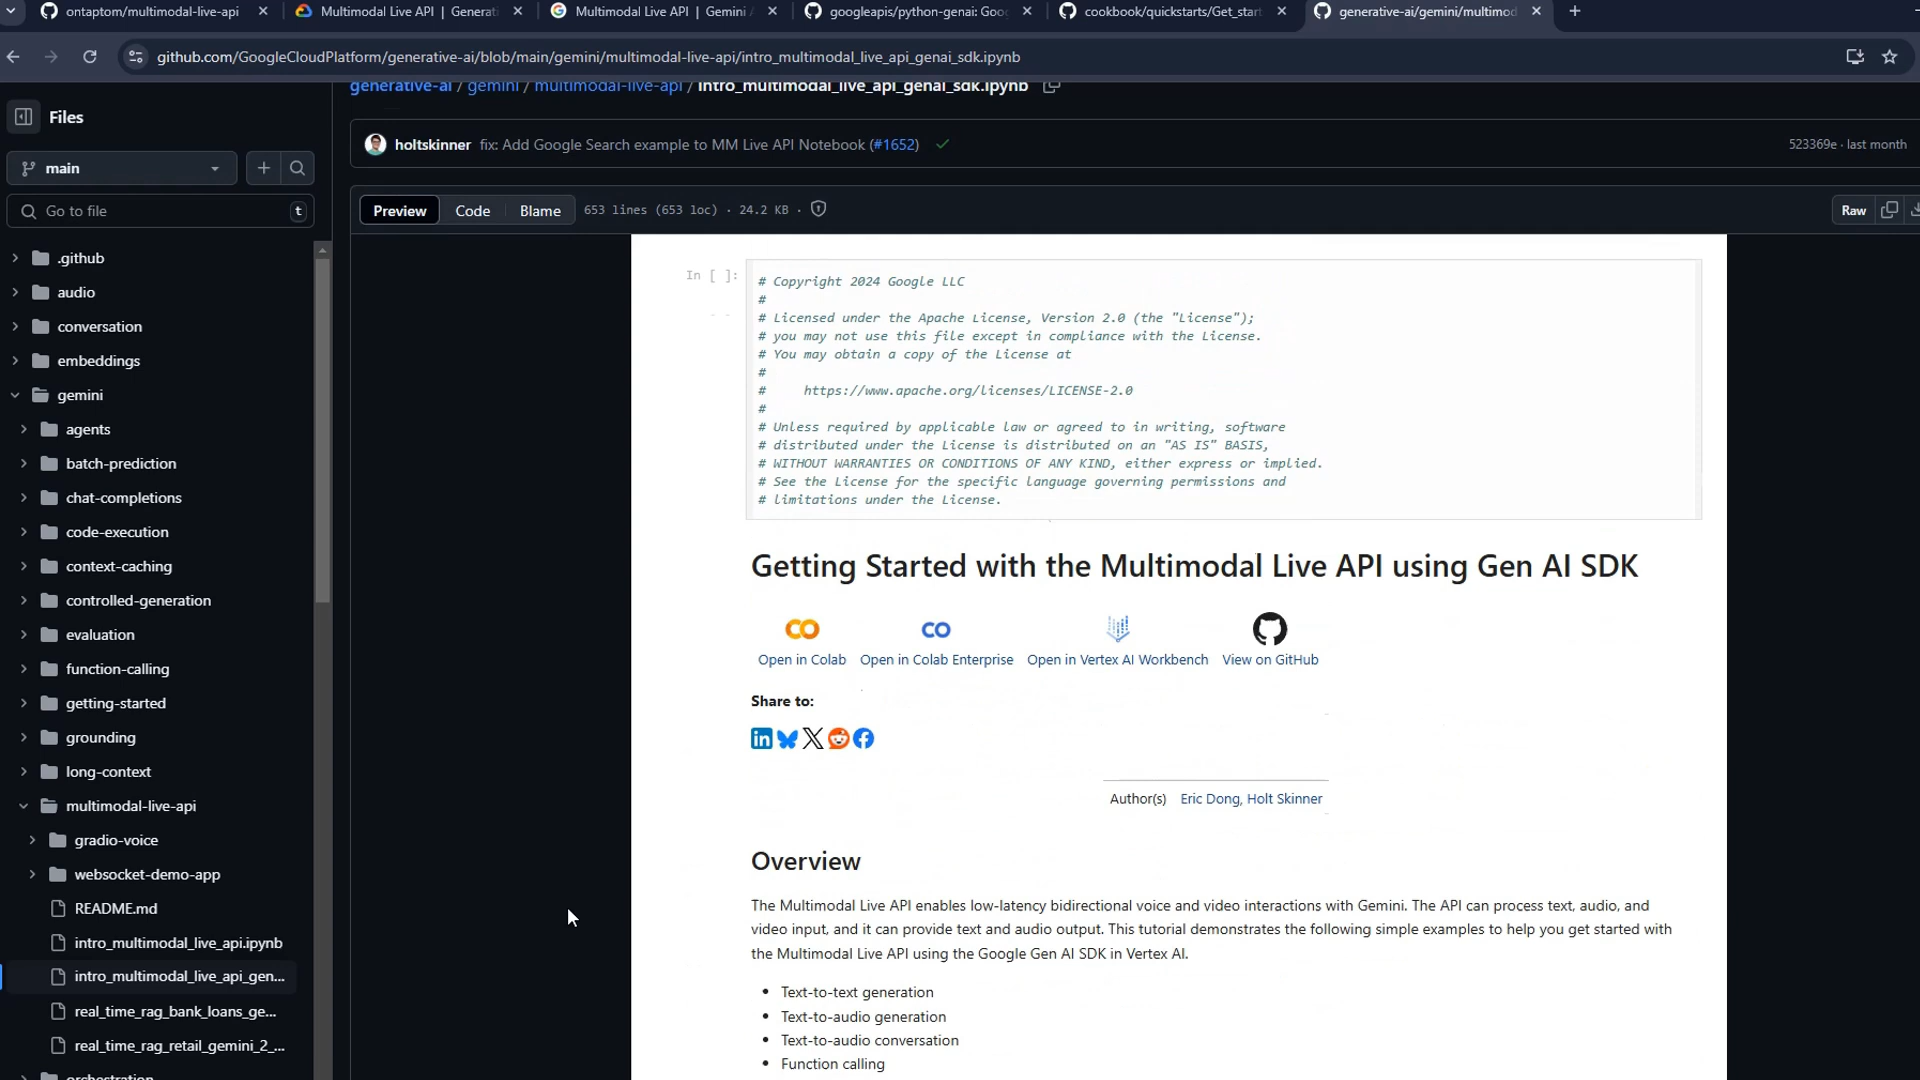 ontaptom/multimodal-live-api
Multimodal Live API | Generati
Multimodal Live API | Gemini A
googleapis/python-genai: Goo
cookbook/quickstarts/Get_start
generative-ai/gemini/multimod
github.com/GoogleCloudPlatform/generative-ai/blob/main/gemini/multimodal-live-api/intro_multimodal_live_api_genai_sdk.ipynb
generative-ai / gemini / multimodal-live-api / intro_multimodal_live_api_genai_sdk.ipynb
Files
main
Go to file
t
.github
audio
conversation
embeddings
gemini
agents
batch-prediction
chat-completions
code-execution
context-caching
controlled-generation
evaluation
function-calling
getting-started
grounding
long-context
multimodal-live-api
gradio-voice
websocket-demo-app
README.md
intro_multimodal_live_api.ipynb
intro_multimodal_live_api_gen...
real_time_rag_bank_loans_ge...
real_time_rag_retail_gemini_2_...
orchestration
holtskinner fix: Add Google Search example to MM Live API Notebook (#1652)
523369e · last month
Preview
Code
Blame
653 lines (653 loc) · 24.2 KB ·
Raw
In [ ]:
# Copyright 2024 Google LLC
#
# Licensed under the Apache License, Version 2.0 (the "License");
# you may not use this file except in compliance with the License.
# You may obtain a copy of the License at
#
#     https://www.apache.org/licenses/LICENSE-2.0
#
# Unless required by applicable law or agreed to in writing, software
# distributed under the License is distributed on an "AS IS" BASIS,
# WITHOUT WARRANTIES OR CONDITIONS OF ANY KIND, either express or implied.
# See the License for the specific language governing permissions and
# limitations under the License.
Getting Started with the Multimodal Live API using Gen AI SDK
Open in Colab
Open in Colab Enterprise
Open in Vertex AI Workbench
View on GitHub
Share to:
Author(s) Eric Dong, Holt Skinner
Overview
The Multimodal Live API enables low-latency bidirectional voice and video interactions with Gemini. The API can process text, audio, and
video input, and it can provide text and audio output. This tutorial demonstrates the following simple examples to help you get started with
the Multimodal Live API using the Google Gen AI SDK in Vertex AI.
• Text-to-text generation
• Text-to-audio generation
• Text-to-audio conversation
• Function calling